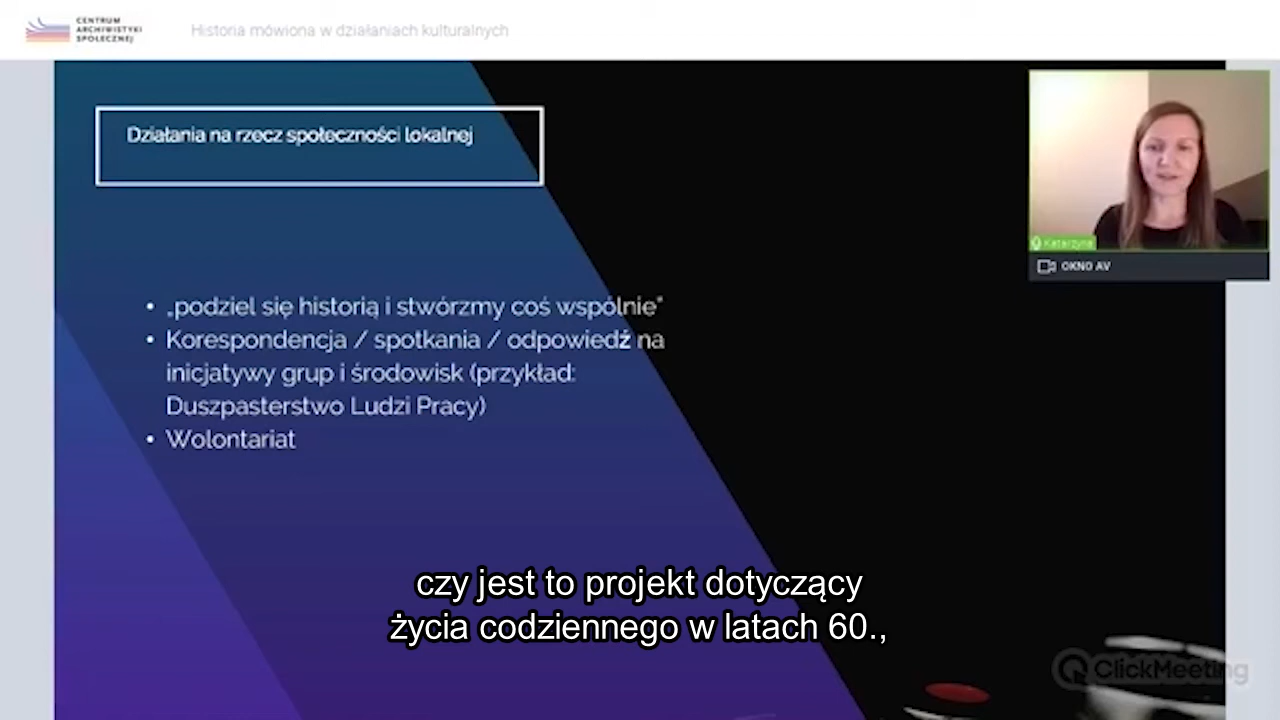 CENTRUM
ARCHIWISTYKI
SPOŁECZNEJ
Historia mówiona w działaniach kulturalnych
Działania na rzecz społeczności lokalnej
Katarzyna
OKNO AV
• „podziel się historią i stwórzmy coś wspólnie"
• Korespondencja / spotkania / odpowiedź na
inicjatywy grup i środowisk (przykład:
Duszpasterstwo Ludzi Pracy)
• Wolontariat
czy jest to projekt dotyczący
życia codziennego w latach 60.,
ClickMeeting